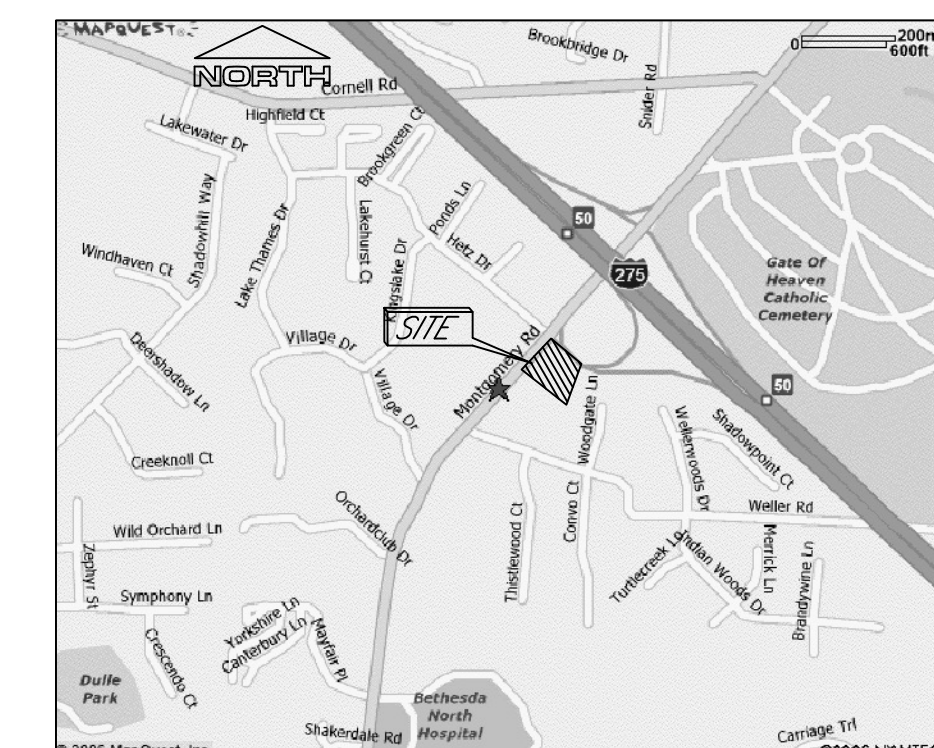 MAPQUEST
NORTH
Brookbridge Dr
0
200m
600ft
Cornell Rd
Snider Rd
Highfield Ct
Lakewater Dr
Brookgreen Ct
Shadowhill Way
Lake Thames Dr
Lakehurst Ct
Ponds Ln
Hetz Dr
50
275
Windhaven Ct
Kingslake Dr
Gate Of
Heaven
Catholic
Cemetery
SITE
Village Dr
Montgomery Rd
Deershadow Ln
Village Dr
50
Woodgate Ln
Wellerwoods Dr
Shadowpoint Ct
Creeknoll Ct
Orchardclub Dr
Convo Ct
Thistlewood Ct
Weller Rd
Wild Orchard Ln
Zephyr St
Turtlecreek Ln
Indian Woods Dr
Merrick Ln
Brandywine Ln
Symphony Ln
Yorkshire Ln
Canterbury Ln
Mayfair Pl
Crescendo Ct
Dulle
Park
Bethesda
North
Hospital
Shakerdale Rd
Carriage Trl